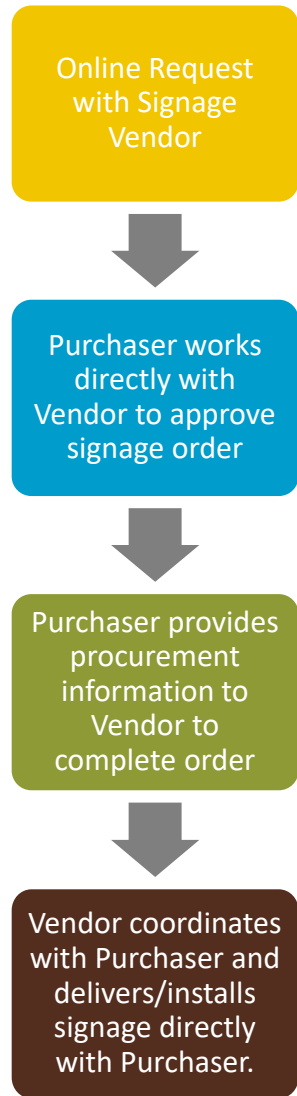 Online Request
with Signage
Vendor
Purchaser works
directly with
Vendor to approve
signage order
Purchaser provides
procurement
information to
Vendor to
complete order
Vendor coordinates
with Purchaser and
delivers/installs
signage directly
with Purchaser.